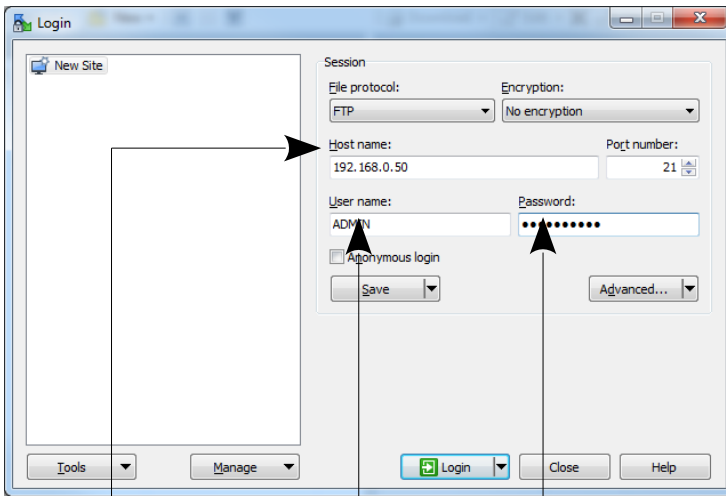 Login
New Site
Session
File protocol: Encryption:
FTP No encryption
Host name: Port number:
192.168.0.50 21
User name: Password:
ADMIN ●●●●●●●●●●
Anonymous login
Save Advanced...
Tools Manage Login Close Help